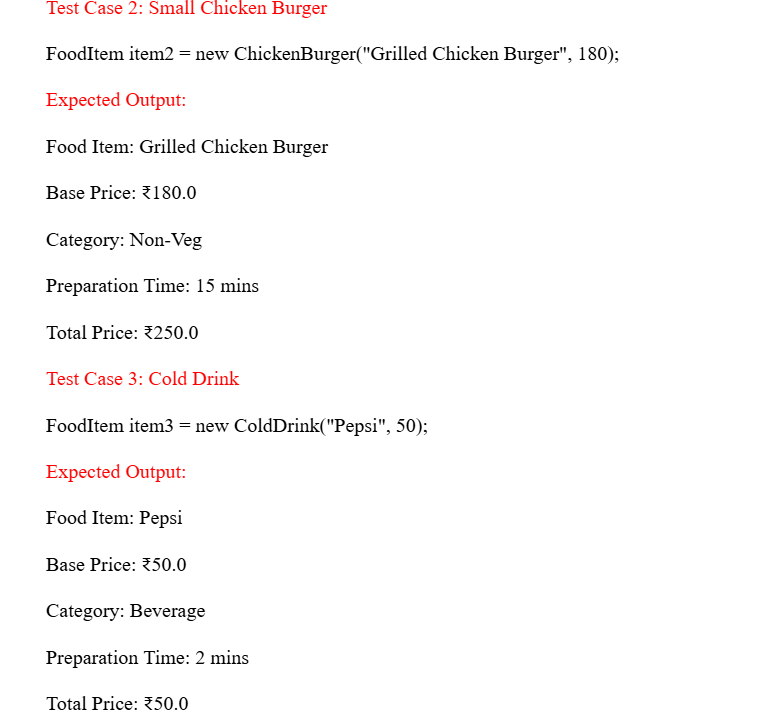 Test Case 2: Small Chicken Burger
FoodItem item2 = new ChickenBurger("Grilled Chicken Burger", 180);
Expected Output:
Food Item: Grilled Chicken Burger
Base Price: ₹180.0
Category: Non-Veg
Preparation Time: 15 mins
Total Price: ₹250.0
Test Case 3: Cold Drink
FoodItem item3 = new ColdDrink("Pepsi", 50);
Expected Output:
Food Item: Pepsi
Base Price: ₹50.0
Category: Beverage
Preparation Time: 2 mins
Total Price: ₹50.0